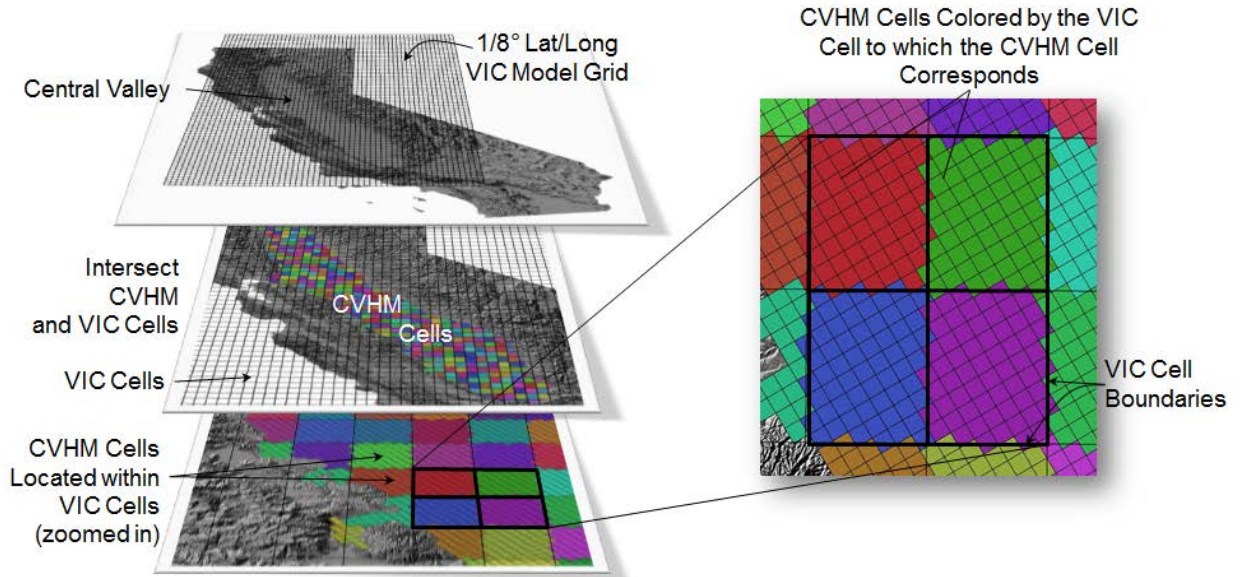 1/8° Lat/Long
VIC Model Grid
Central Valley
Intersect
CVHM
and VIC Cells
CVHM
Cells
VIC Cells
CVHM Cells
Located within
VIC Cells
(zoomed in)
CVHM Cells Colored by the VIC
Cell to which the CVHM Cell
Corresponds
VIC Cell
Boundaries